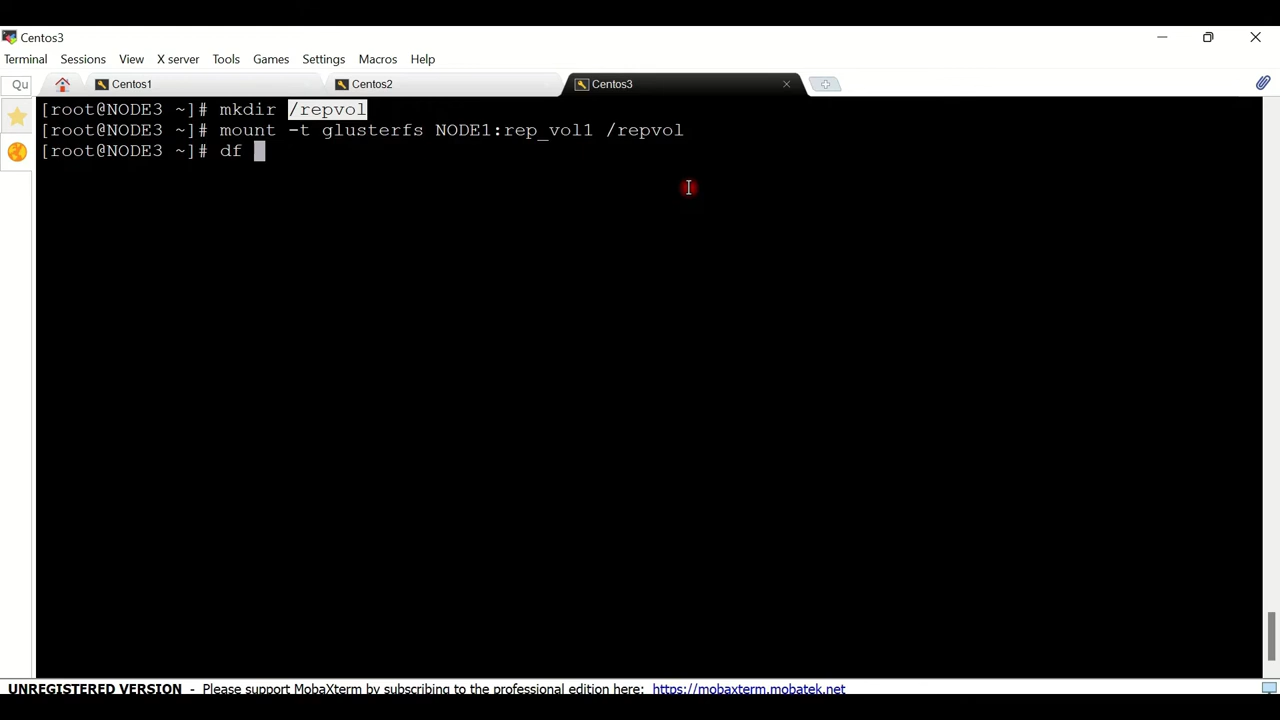 Centos3
Terminal Sessions View X server Tools Games Settings Macros Help
Qu Centos1 Centos2 Centos3
[root@NODE3 ~]# mkdir /repvol
[root@NODE3 ~]# mount -t glusterfs NODE1:rep_vol1 /repvol
[root@NODE3 ~]# df
UNREGISTERED VERSION - Please support MobaXterm by subscribing to the professional edition here: https://mobaxterm.mobatek.net